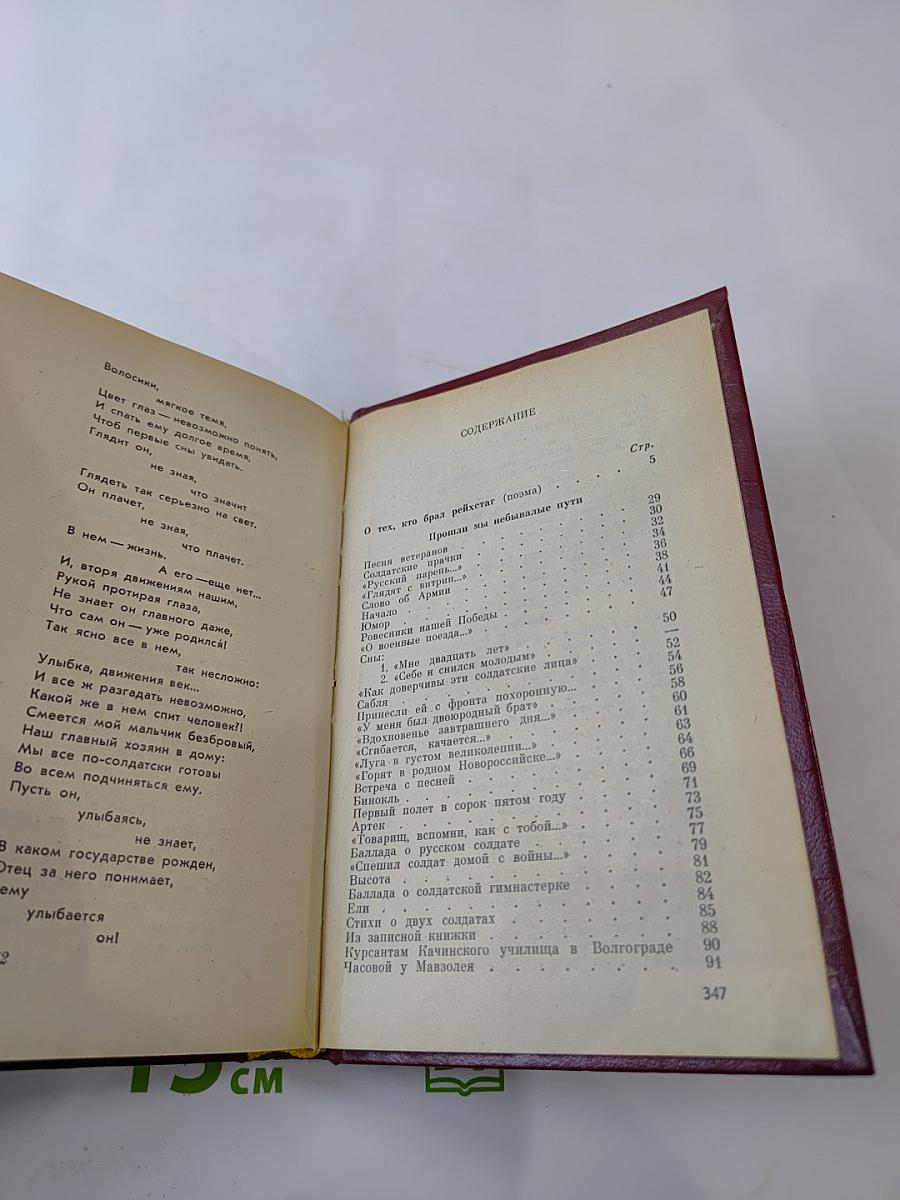 Волосики,
мягкое темя,
Цвет глаз — невозможно понять,
И спать ему долгое время,
Чтоб первые сны увидать.
Глядит он,
не зная,
что значит
Глядеть так серьезно на свет.
Он плачет,
не зная,
что плачет.
В нем — жизнь.
А его — еще нет...
И, вторя движениям нашим,
Рукой протирая глаза,
Не знает он главного даже,
Что сам он — уже родился!
Так ясно все в нем,
так несложно:
Улыбка, движения век...
И все ж разгадать невозможно,
Какой же в нем спит человек?!
Смеется мой мальчик безбровый,
Наш главный хозяин в дому:
Мы все по-солдатски готовы
Во всем подчиняться ему.
Пусть он,
улыбаясь,
не знает,
В каком государстве рожден,
Отец за него понимает,
ему
улыбается
он!
2
СОДЕРЖАНИЕ
Стр.
О тех, кто брал рейхстаг (поэма) . . . . 5
Прошли мы небывалые пути
Песня ветеранов . . . . . . . 29
Солдатские прачки . . . . . . . 30
«Русский парень...» . . . . . . . 32
«Глядят с витрин...» . . . . . . . 34
Слово об Армии . . . . . . . 36
Начало . . . . . . . 38
Юмор . . . . . . . 41
Ровесники нашей Победы . . . . . . . 44
«О военные поезда...» . . . . . . . 47
Сны:
1. «Мне двадцать лет» . . . . . . 50
2. «Себе я снился молодым» . . . . . —
«Как доверчивы эти солдатские лица» . . . . 52
Сабля . . . . . . . 54
Принесли ей с фронта похоронную... . . . . 56
«У меня был двоюродный брат» . . . . . 58
«Вдохновенье завтрашнего дня...» . . . . . 60
«Сгибается, качается...» . . . . . . 61
«Луга в густом великолепии...» . . . . . 63
«Горят в родном Новороссийске...» . . . . . 64
Встреча с песней . . . . . . . 66
Бинокль . . . . . . . 69
Первый полет в сорок пятом году . . . . . 71
Артек . . . . . . . 73
«Товарищ, вспомни, как с тобой...» . . . . 75
Баллада о русском солдате . . . . . . 77
«Спешил солдат домой с войны...» . . . . . 79
Высота . . . . . . . 81
Баллада о солдатской гимнастерке . . . . . 82
Ели . . . . . . . 84
Стихи о двух солдатах . . . . . . 85
Из записной книжки . . . . . . . 88
Курсантам Качинского училища в Волгограде 90
Часовой у Мавзолея . . . . . . . 91
347
15 см